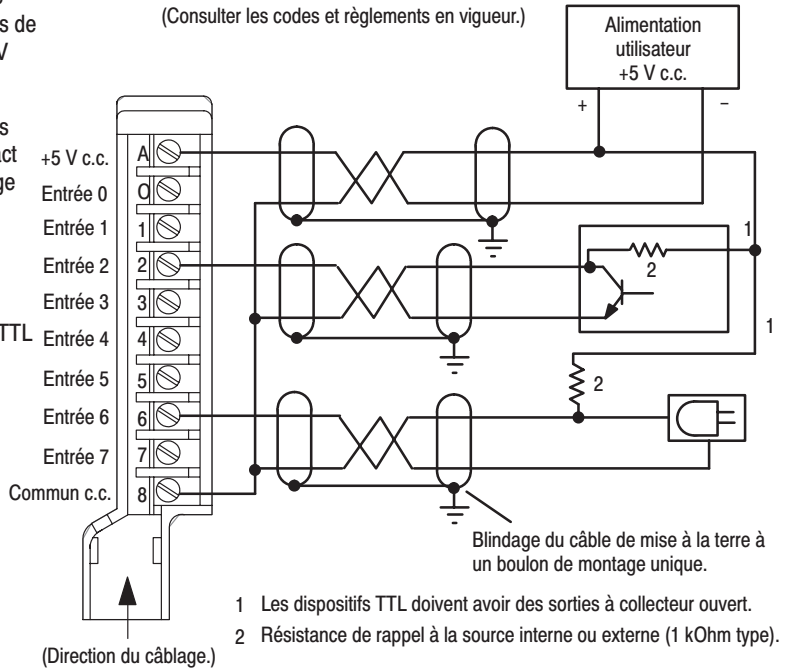 (Consulter les codes et règlements en vigueur.)
s de
V
s
act
ge
TTL
Alimentation
utilisateur
+5 V c.c.
+
–
+5 V c.c.
A
Entrée 0
O
Entrée 1
1
Entrée 2
2
Entrée 3
3
Entrée 4
4
Entrée 5
5
Entrée 6
6
Entrée 7
7
Commun c.c.
8
1
2
1
2
Blindage du câble de mise à la terre à
un boulon de montage unique.
1 Les dispositifs TTL doivent avoir des sorties à collecteur ouvert.
2 Résistance de rappel à la source interne ou externe (1 kOhm type).
(Direction du câblage.)